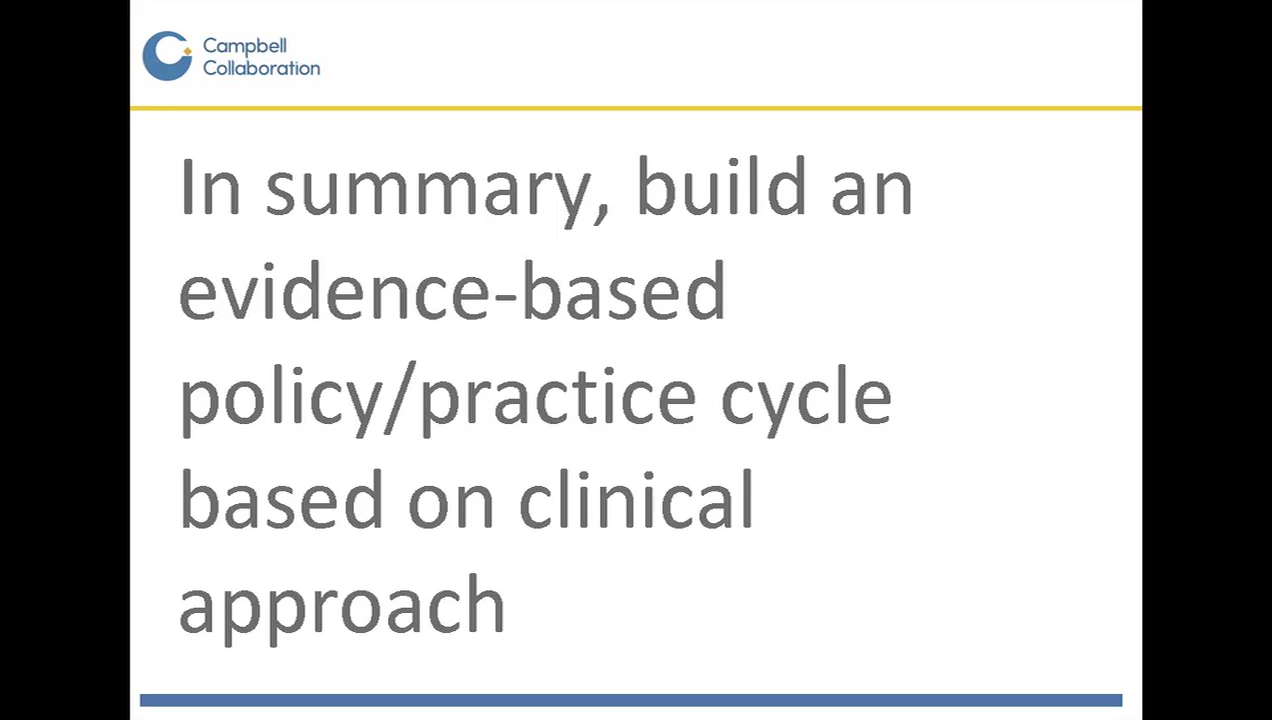 Campbell
Collaboration
In summary, build an
evidence-based
policy/practice cycle
based on clinical
approach